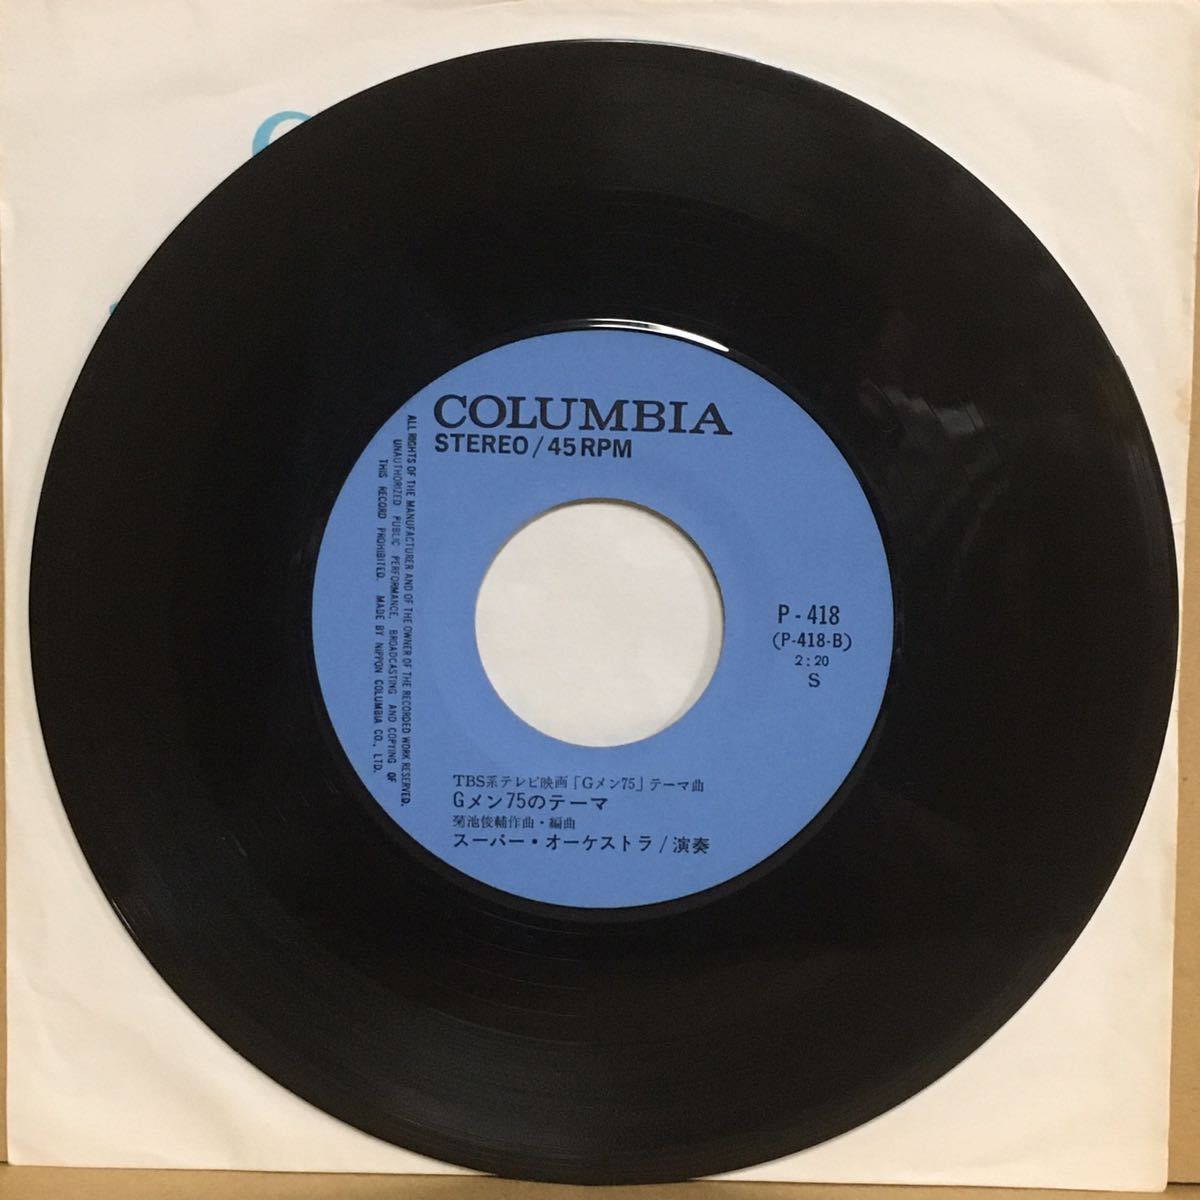 COLUMBIA
STEREO / 45 RPM
ALL RIGHTS OF THE MANUFACTURER AND OF THE OWNER OF THE RECORDED WORK RESERVED.
UNAUTHORIZED PUBLIC PERFORMANCE, BROADCASTING AND COPYING OF
THIS RECORD PROHIBITED. MADE BY NIPPON COLUMBIA CO., LTD.
P-418
(P-418-B)
2:20
S
TBS系テレビ映画「Gメン75」テーマ曲
Gメン75のテーマ
菊池俊輔作曲・編曲
スーパー・オーケストラ/演奏